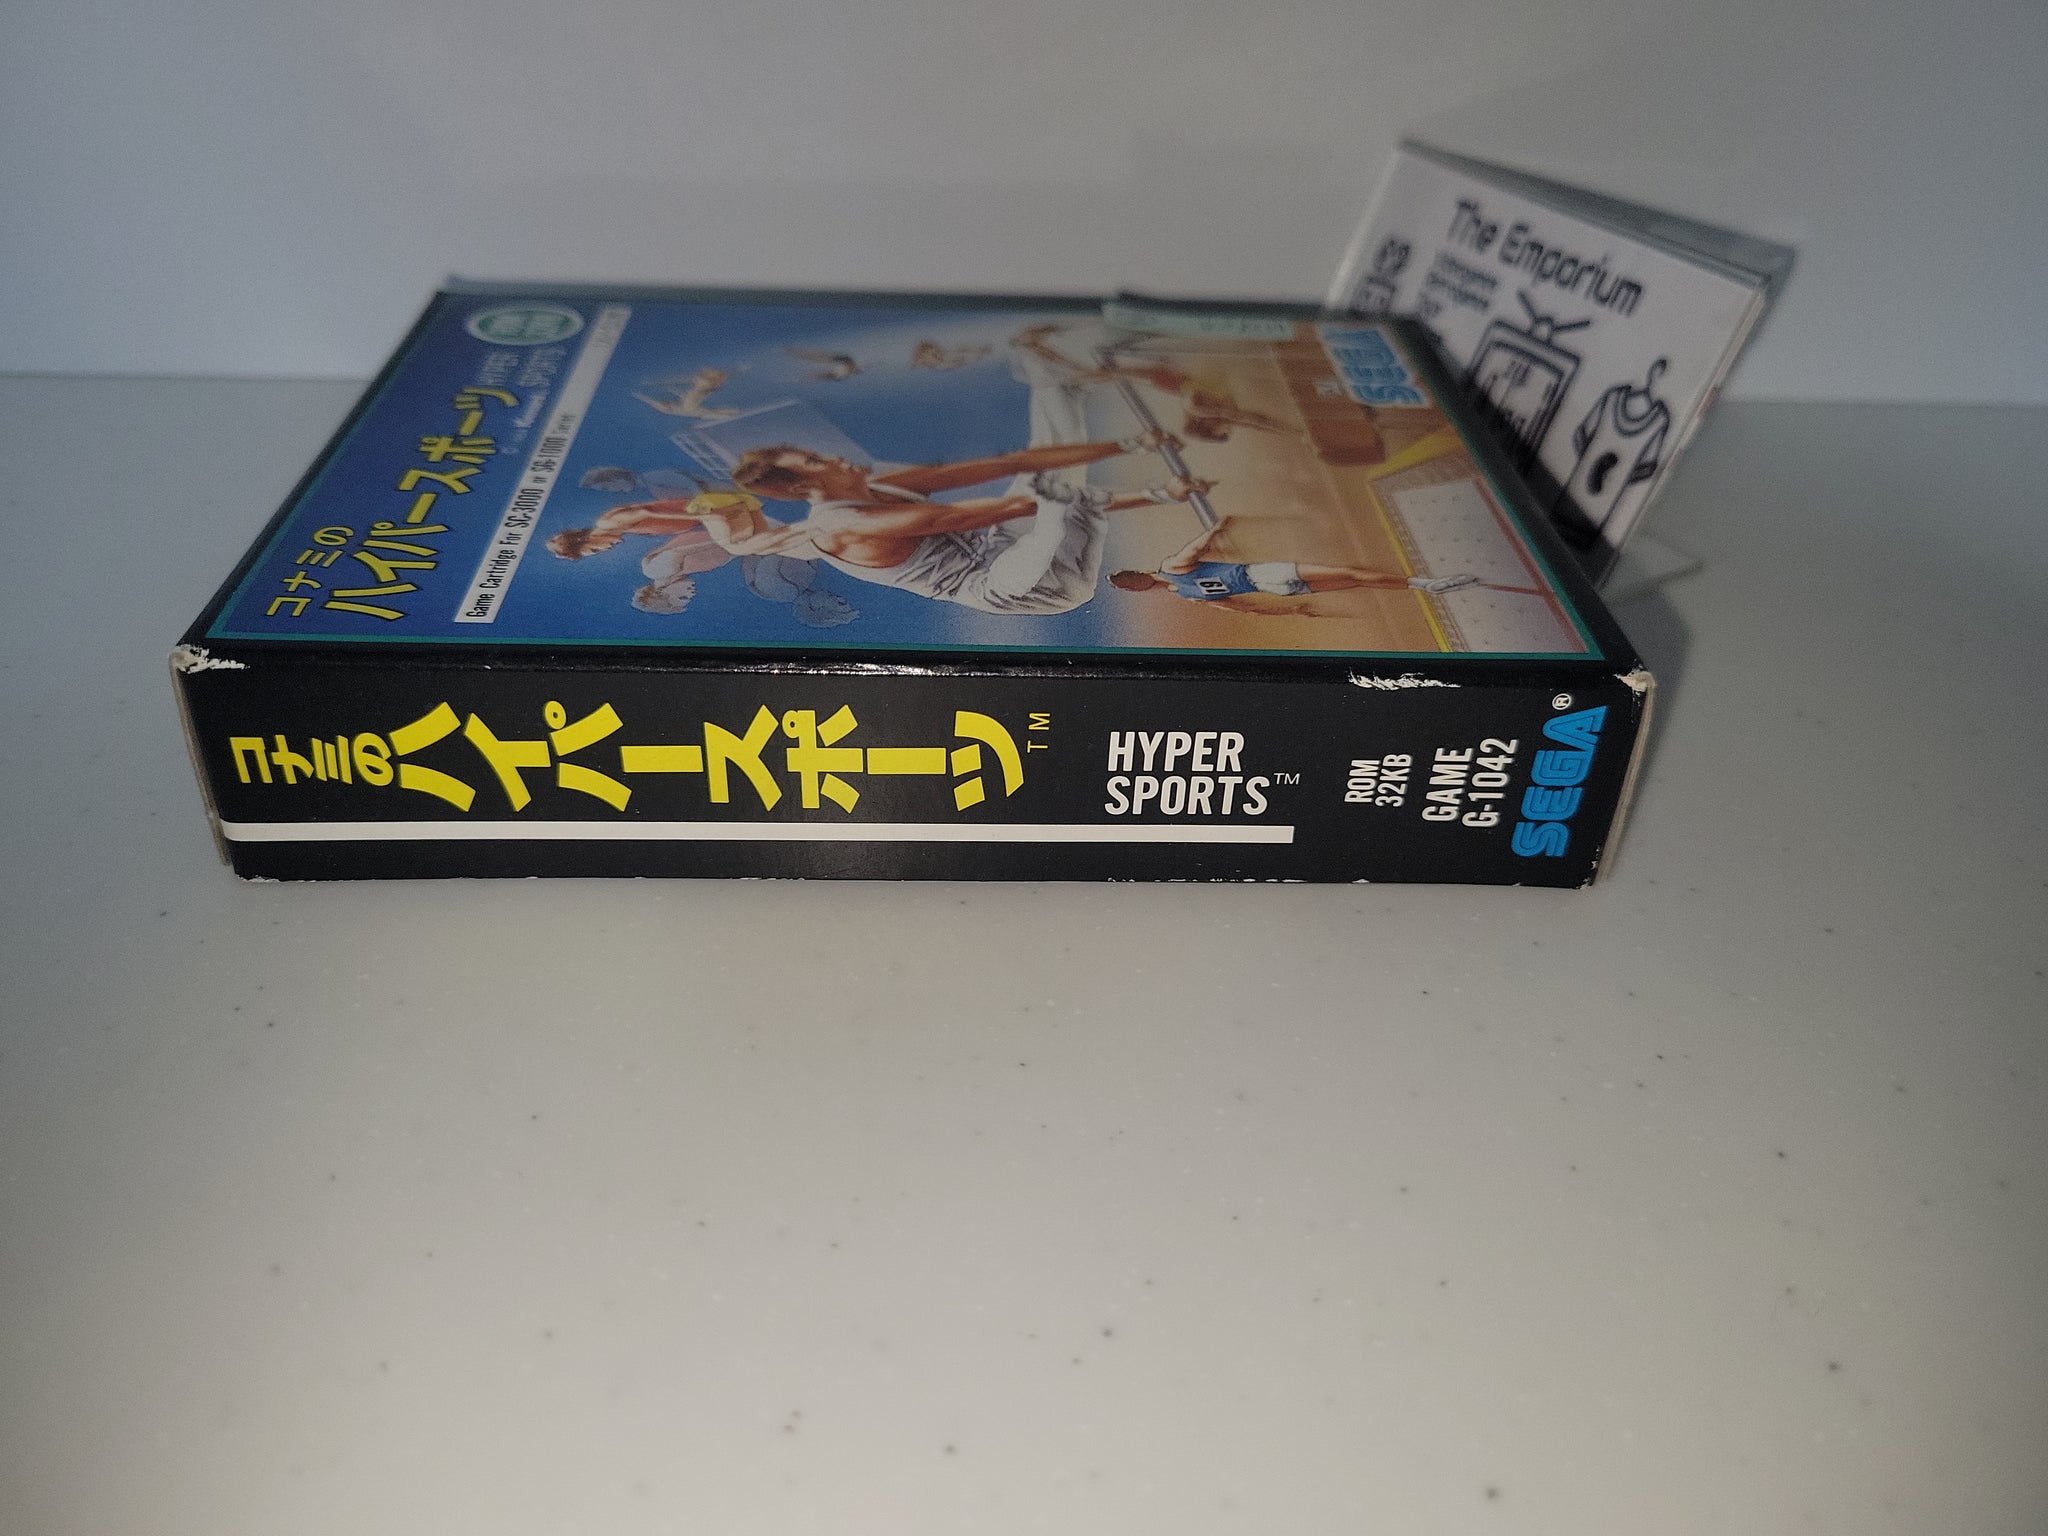 コナミの
ハイパースポーツ
HYPER
SPORTS
Game Cartridge For SC-3000 or SG-1000 Series
SEGA
19
コナミのハイパースポーツ™
HYPER
SPORTS™
ROM
32KB
GAME
G-1042
SEGA®
The Emporium